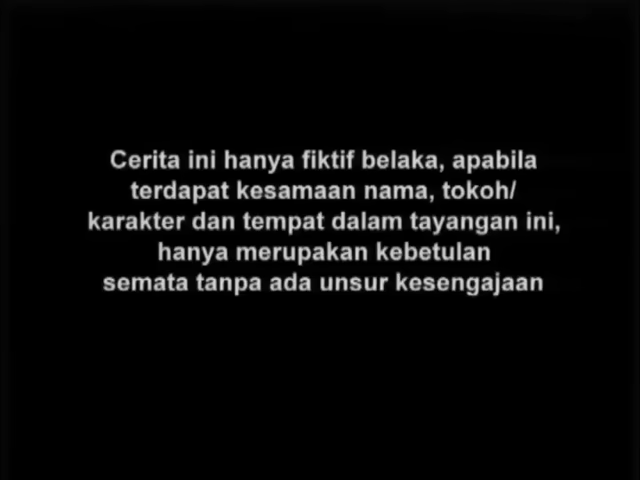 Cerita ini hanya fiktif belaka, apabila
terdapat kesamaan nama, tokoh/
karakter dan tempat dalam tayangan ini,
hanya merupakan kebetulan
semata tanpa ada unsur kesengajaan